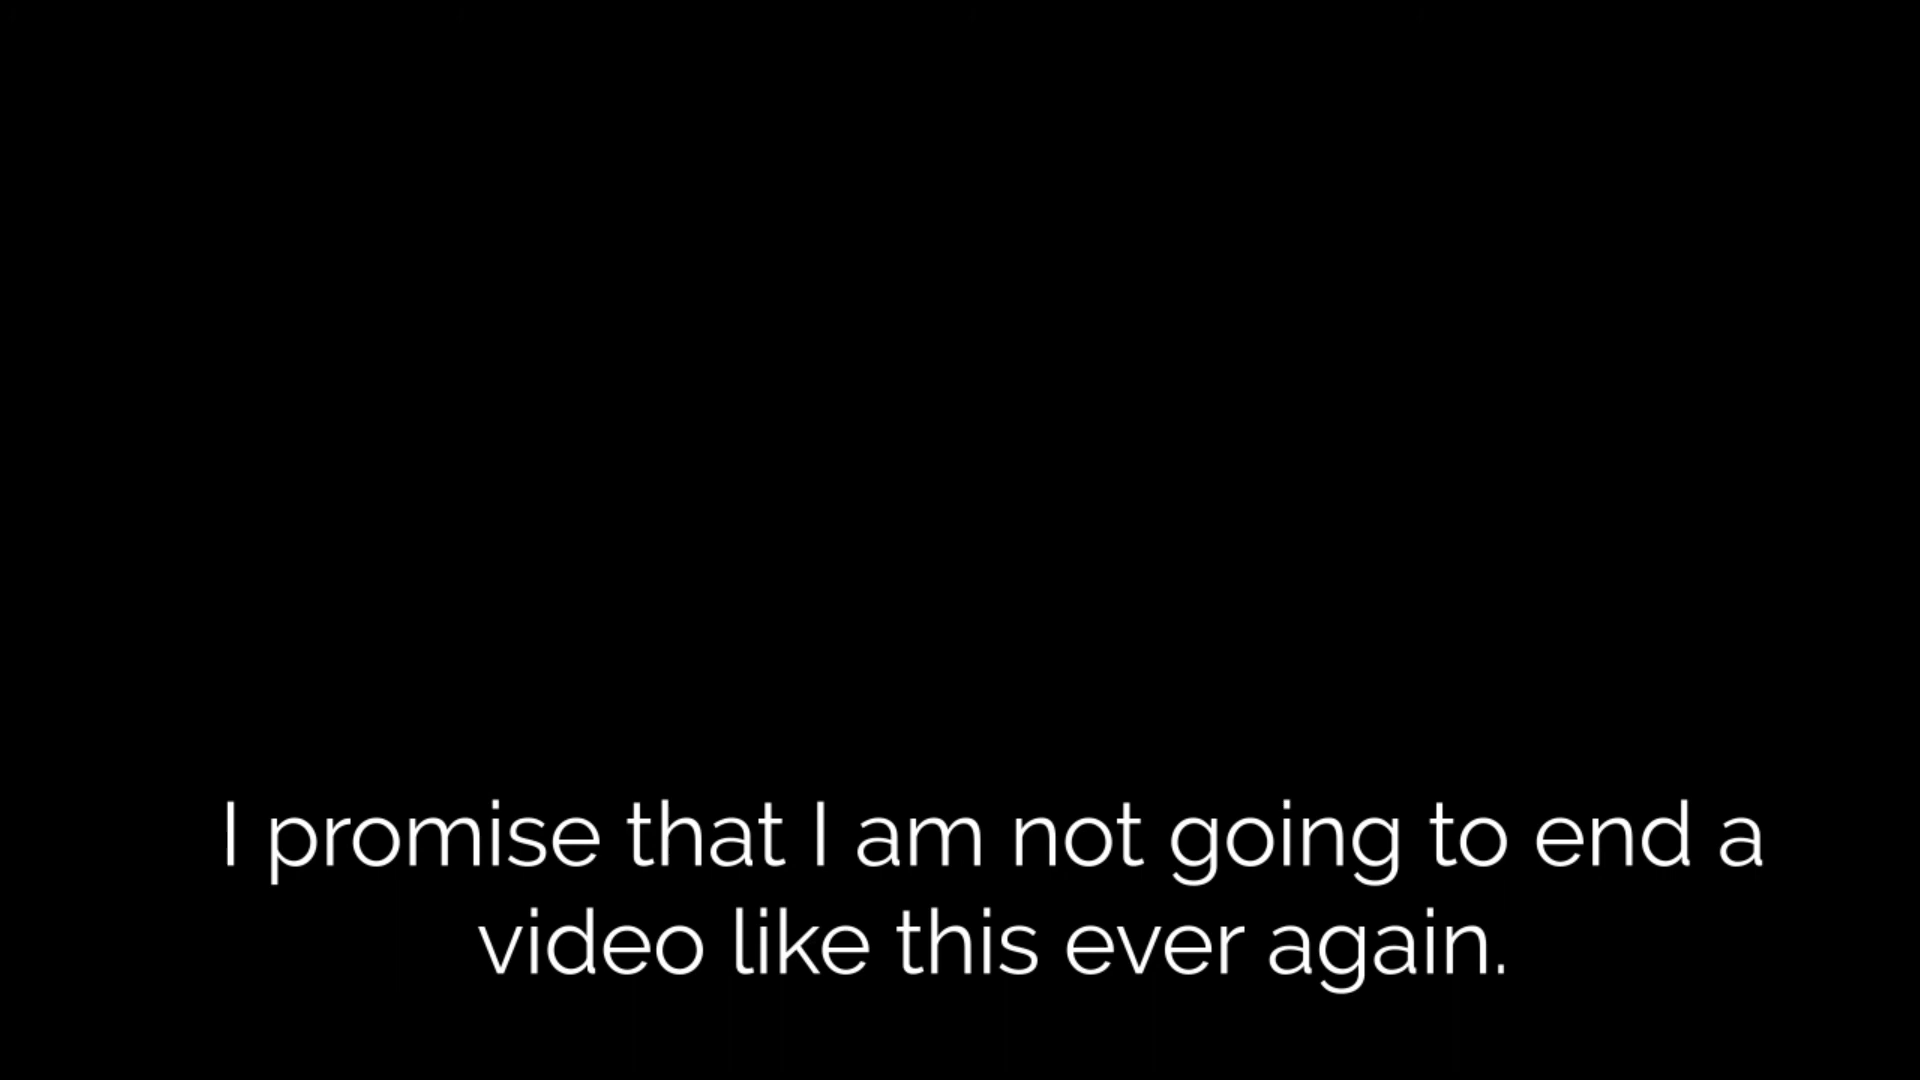 I promise that I am not going to end a
video like this ever again.